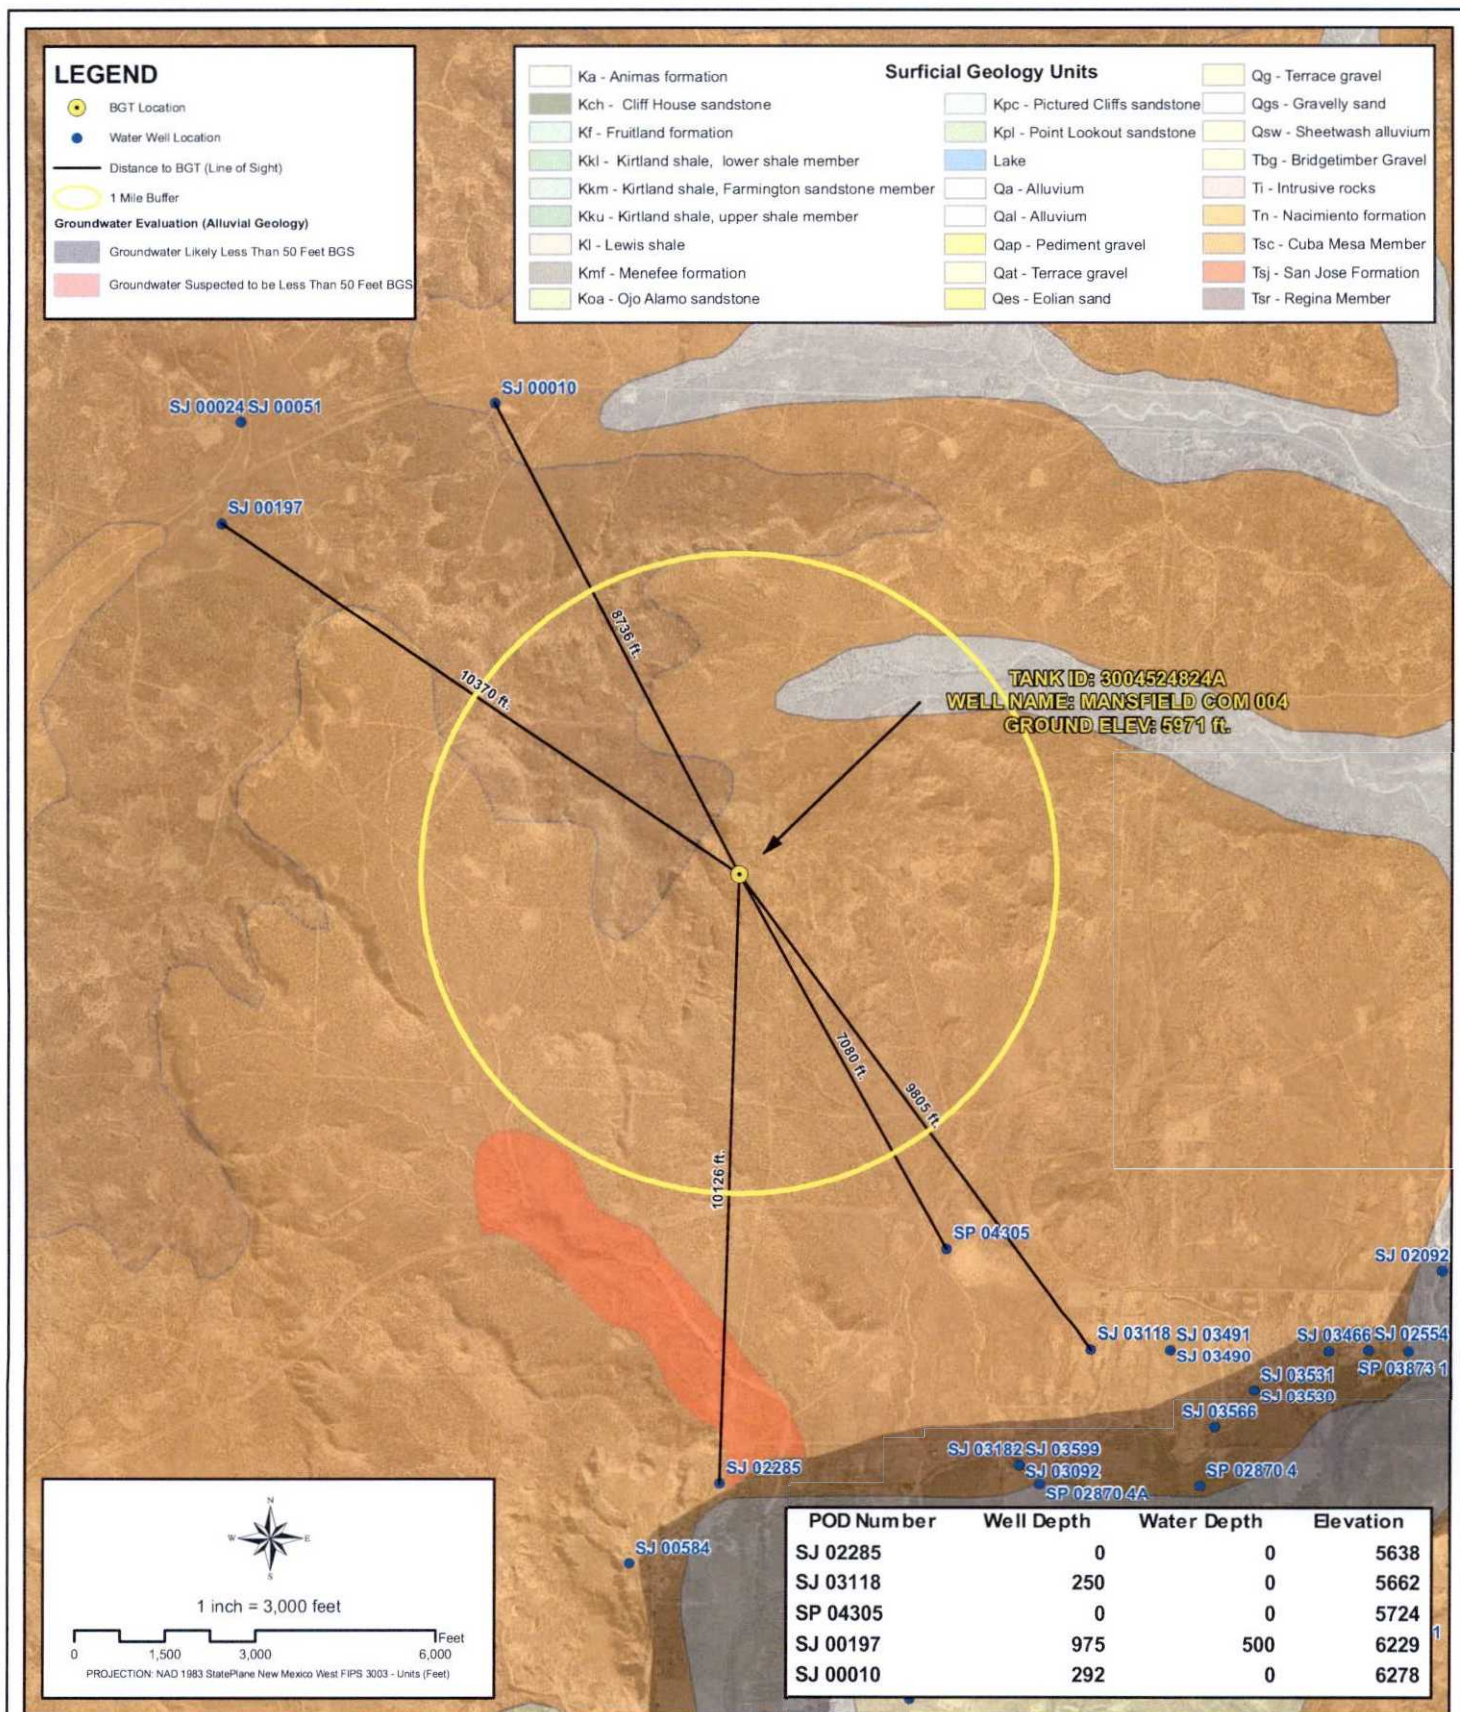 LEGEND
BGT Location
Water Well Location
Distance to BGT (Line of Sight)
1 Mile Buffer
Groundwater Evaluation (Alluvial Geology)
Groundwater Likely Less Than 50 Feet BGS
Groundwater Suspected to be Less Than 50 Feet BGS
Surficial Geology Units
Ka - Animas formation
Kch - Cliff House sandstone
Kf - Fruitland formation
Kkl - Kirtland shale, lower shale member
Kkm - Kirtland shale, Farmington sandstone member
Kku - Kirtland shale, upper shale member
Kl - Lewis shale
Kmf - Menefee formation
Koa - Ojo Alamo sandstone
Kpc - Pictured Cliffs sandstone
Kpl - Point Lookout sandstone
Lake
Qa - Alluvium
Qal - Alluvium
Qap - Pediment gravel
Qat - Terrace gravel
Qes - Eolian sand
Qg - Terrace gravel
Qgs - Gravelly sand
Qsw - Sheetwash alluvium
Tbg - Bridgetimber Gravel
Ti - Intrusive rocks
Tn - Nacimiento formation
Tsc - Cuba Mesa Member
Tsj - San Jose Formation
Tsr - Regina Member
SJ 00010
SJ 00024 SJ 00051
SJ 00197
8736 ft.
10370 ft.
TANK ID: 3004524824A
WELL NAME: MANSFIELD COM 004
GROUND ELEV: 5971 ft.
7080 ft.
9805 ft.
10126 ft.
SP 04305
SJ 02092
SJ 03118 SJ 03491
SJ 03490
SJ 03466 SJ 02554
SP 03873 1
SJ 03531
SJ 03530
SJ 03566
SJ 03182 SJ 03599
SJ 03092
SP 02870 4A
SP 02870 4
SJ 02285
SJ 00584
1
N
W E
S
1 inch = 3,000 feet
Feet
0 1,500 3,000 6,000
PROJECTION: NAD 1983 StatePlane New Mexico West FIPS 3003 - Units (Feet)
POD Number Well Depth Water Depth Elevation
SJ 02285 0 0 5638
SJ 03118 250 0 5662
SP 04305 0 0 5724
SJ 00197 975 500 6229
SJ 00010 292 0 6278